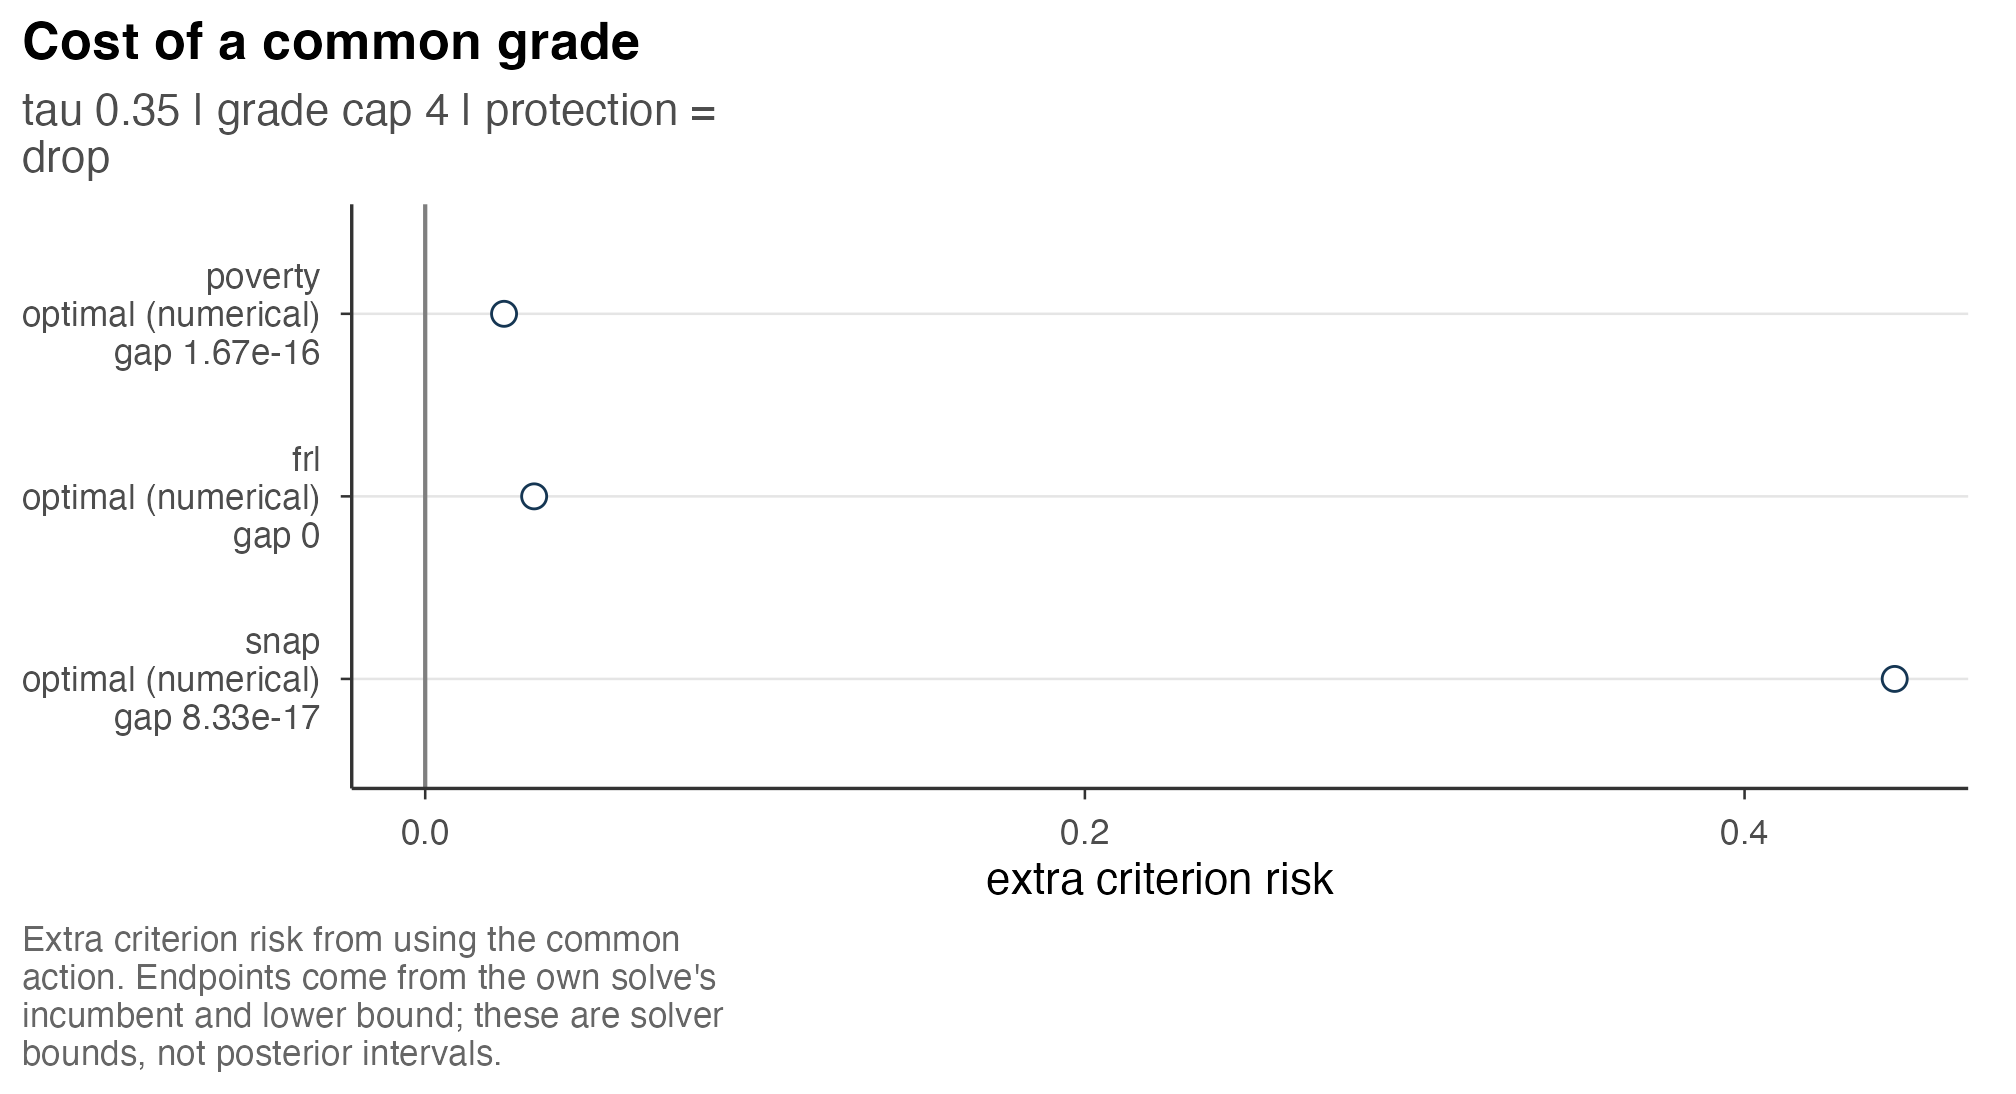 Cost of a common grade
tau 0.35 | grade cap 4 | protection =
drop
poverty
optimal (numerical)
gap 1.67e-16
frl
optimal (numerical)
gap 0
snap
optimal (numerical)
gap 8.33e-17
0.0
0.2
0.4
extra criterion risk
Extra criterion risk from using the common
action. Endpoints come from the own solve's
incumbent and lower bound; these are solver
bounds, not posterior intervals.